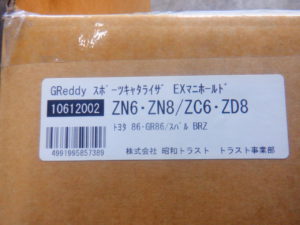 GReddy スポーツキャタライザ EXマニホールド
10612002 ZN6・ZN8/ZC6・ZD8
トヨタ 86・GR86/スバル BRZ
4991965857389
株式会社 昭和トラスト トラスト事業部